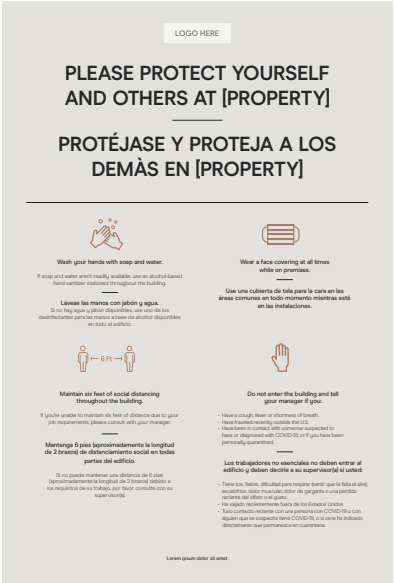 LOGO HERE
PLEASE PROTECT YOURSELF
AND OTHERS AT [PROPERTY]
PROTÉJASE Y PROTEJA A LOS
DEMÀS EN [PROPERTY]
Wash your hands with soap and water.
If soap and water aren't readily available, use an alcohol-based
hand sanitizer stationed throughout the building.
Lávese las manos con jabón y agua.
Si no hay agua y jabón disponibles, use uno de los
desinfectantes para las manos a base de alcohol disponibles
en todo el edificio.
Wear a face covering at all times
while on premises.
Use una cubierta de tela para la cara en las
áreas comunes en todo momento mientras esté
en las instalaciones.
6 Ft
Maintain six feet of social distancing
throughout the building.
If you're unable to maintain six feet of distance due to your
job requirements, please consult with your manager.
Mantenga 6 pies (aproximadamente la longitud
de 2 brazos) de distanciamiento social en todas
partes del edificio.
Si no puede mantener una distancia de 6 pies
(aproximadamente la longitud de 2 brazos) debido a
los requisitos de su trabajo, por favor consulte con su
supervisor(a).
Do not enter the building and tell
your manager if you:
• Have a cough, fever or shortness of breath.
• Have traveled recently outside the U.S.
• Have been in contact with someone suspected to
have or diagnosed with COVID-19, or if you have been
personally quarantined.
Los trabajadores no esenciales no deben entrar al
edificio y deben decirle a su supervisor(a) si usted:
• Tiene tos, fiebre, dificultad para respirar (sentir que le falta el aire),
escalofríos, dolor muscular, dolor de garganta o una pérdida
reciente del olfato o el gusto.
• Ha viajado recientemente fuera de los Estados Unidos
• Tuvo contacto reciente con una persona con COVID-19 o con
alguien que se sospecha tiene COVID-19, o si se le ha indicado
directamente que permanezca en cuarentena.
Lorem ipsum dolor sit amet